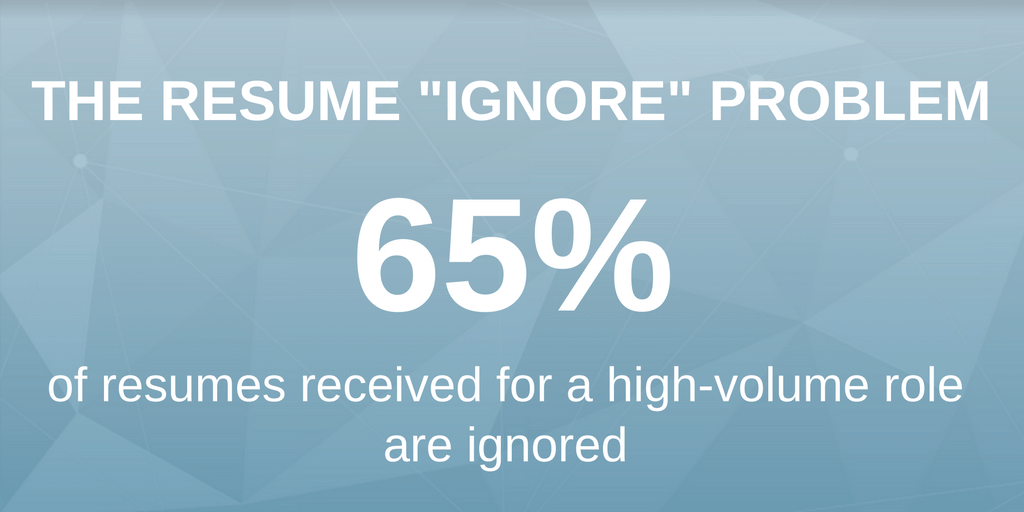 THE RESUME "IGNORE" PROBLEM
65%
of resumes received for a high-volume role
are ignored